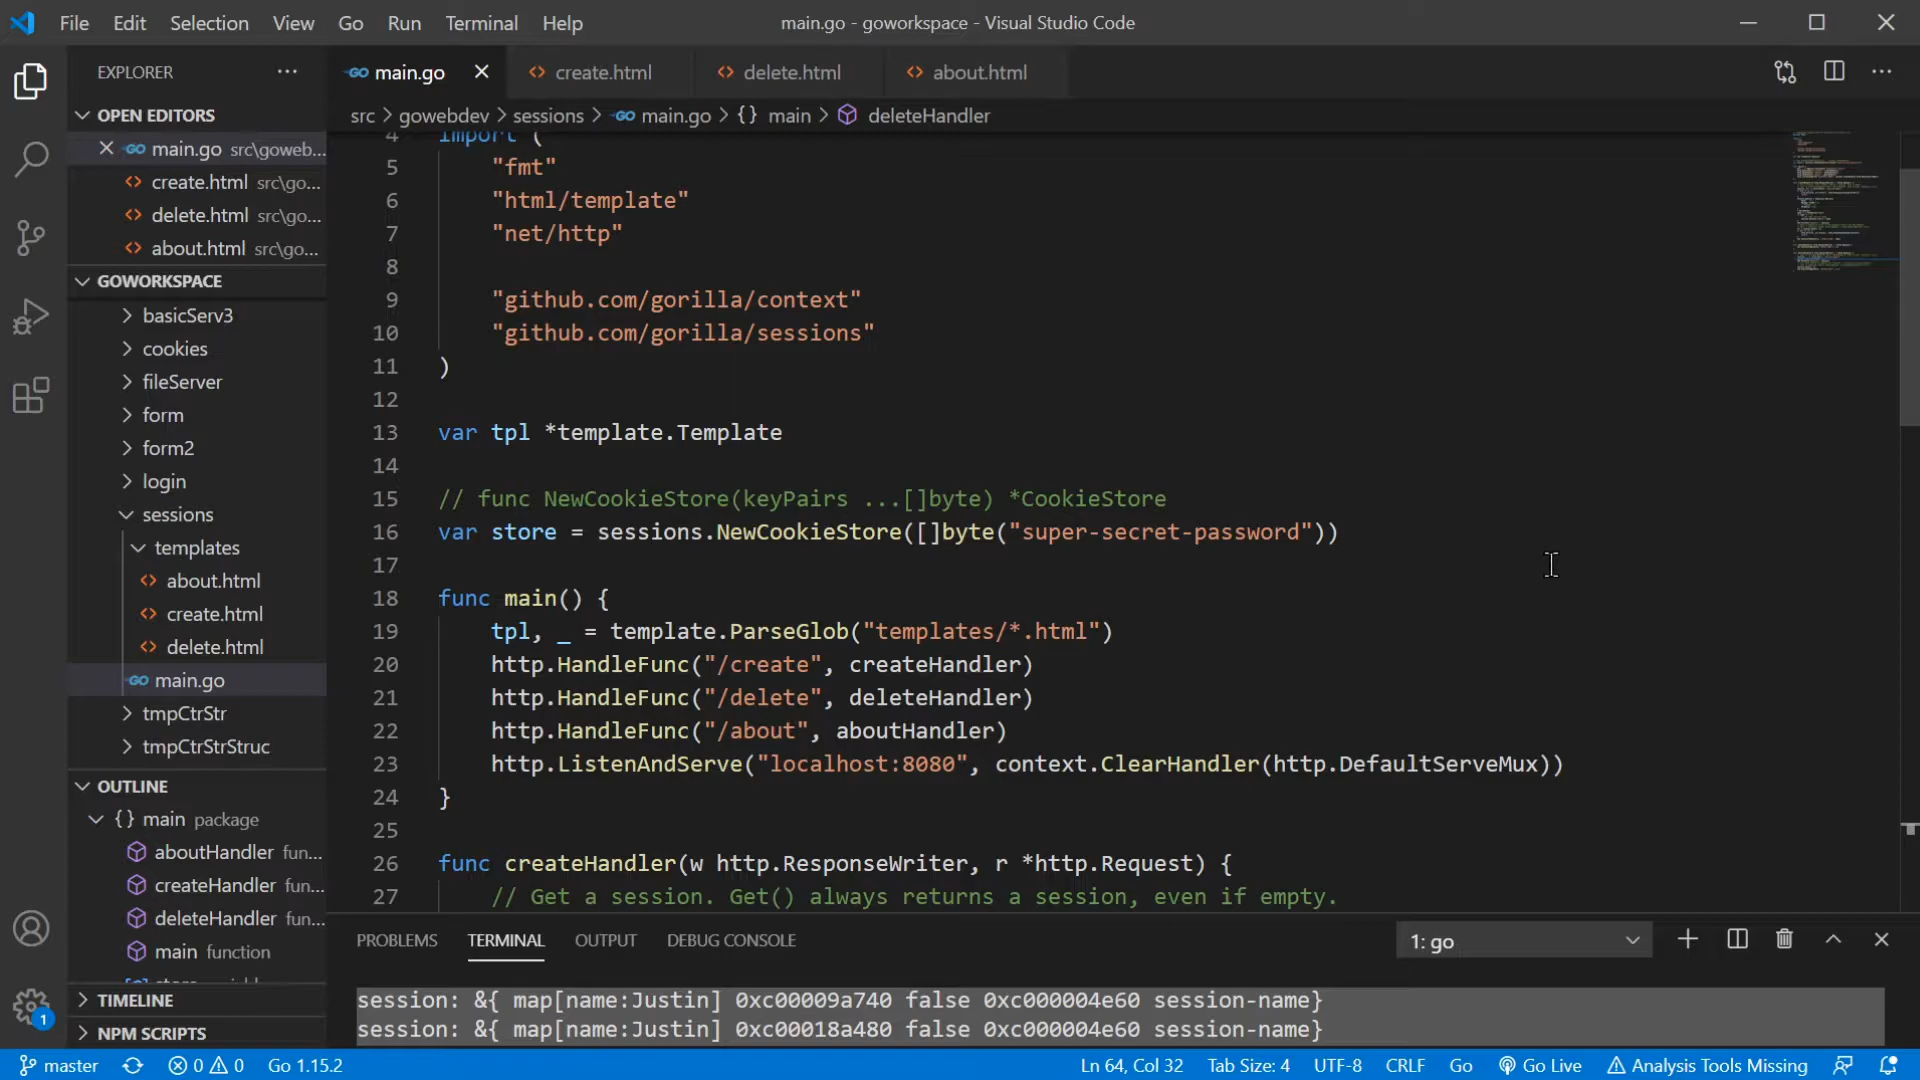 File Edit Selection View Go Run Terminal Help main.go - goworkspace - Visual Studio Code
EXPLORER
main.go create.html delete.html about.html
OPEN EDITORS
src gowebdev sessions main.go {} main deleteHandler
main.go src\goweb...
create.html src\go...
delete.html src\go...
about.html src\go...
GOWORKSPACE
basicServ3
cookies
fileServer
form
form2
login
sessions
templates
about.html
create.html
delete.html
main.go
tmpCtrStr
tmpCtrStrStruc
OUTLINE
{} main package
aboutHandler fun...
createHandler fun...
deleteHandler fun...
main function
TIMELINE
NPM SCRIPTS
1
4 import (
5 "fmt"
6 "html/template"
7 "net/http"
8
9 "github.com/gorilla/context"
10 "github.com/gorilla/sessions"
11 )
12
13 var tpl *template.Template
14
15 // func NewCookieStore(keyPairs ...[]byte) *CookieStore
16 var store = sessions.NewCookieStore([]byte("super-secret-password"))
17
18 func main() {
19 tpl, _ = template.ParseGlob("templates/*.html")
20 http.HandleFunc("/create", createHandler)
21 http.HandleFunc("/delete", deleteHandler)
22 http.HandleFunc("/about", aboutHandler)
23 http.ListenAndServe("localhost:8080", context.ClearHandler(http.DefaultServeMux))
24 }
25
26 func createHandler(w http.ResponseWriter, r *http.Request) {
27 // Get a session. Get() always returns a session, even if empty.
PROBLEMS TERMINAL OUTPUT DEBUG CONSOLE 1: go
session: &{ map[name:Justin] 0xc00009a740 false 0xc000004e60 session-name}
session: &{ map[name:Justin] 0xc00018a480 false 0xc000004e60 session-name}
master 0 0 Go 1.15.2 Ln 64, Col 32 Tab Size: 4 UTF-8 CRLF Go Go Live Analysis Tools Missing